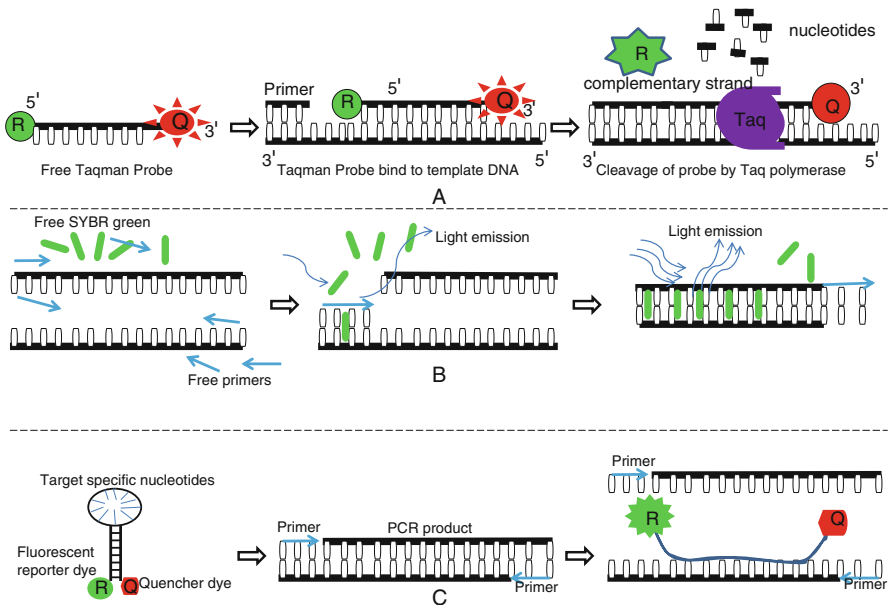 5'
R
Q
3'
Free Taqman Probe
Primer
R
5'
Q
3'
3'
5'
Taqman Probe bind to template DNA
nucleotides
R
complementary strand
3'
Q
Taq
3'
5'
Cleavage of probe by Taq polymerase
A
Free SYBR green
Free primers
Light emission
Light emission
B
Target specific nucleotides
Fluorescent
reporter dye
R
Q
Quencher dye
Primer
PCR product
Primer
Primer
R
Q
Primer
C